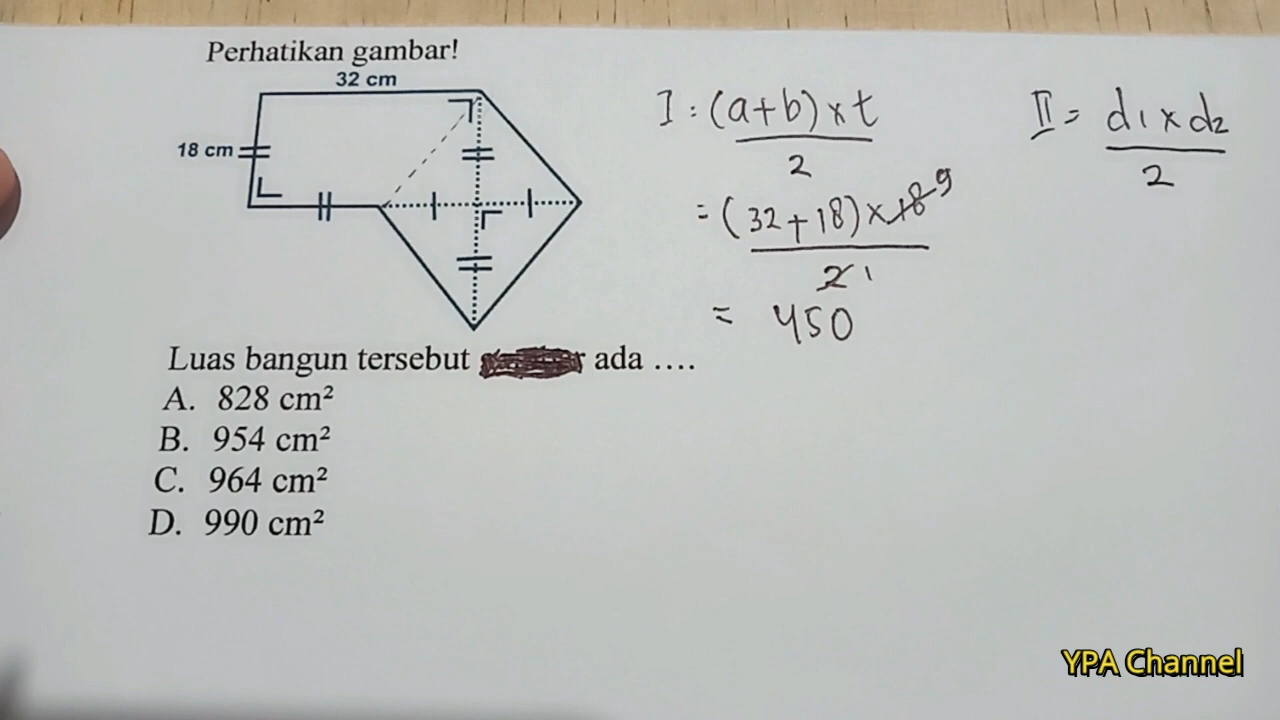 Perhatikan gambar!
32 cm
18 cm
Luas bangun tersebut ada ....
A. 828 cm²
B. 954 cm²
C. 964 cm²
D. 990 cm²
I : (a+b) x t
2
= (32 + 18) x 18 9
2 1
= 450
II = d1 x d2
2
YPA Channel